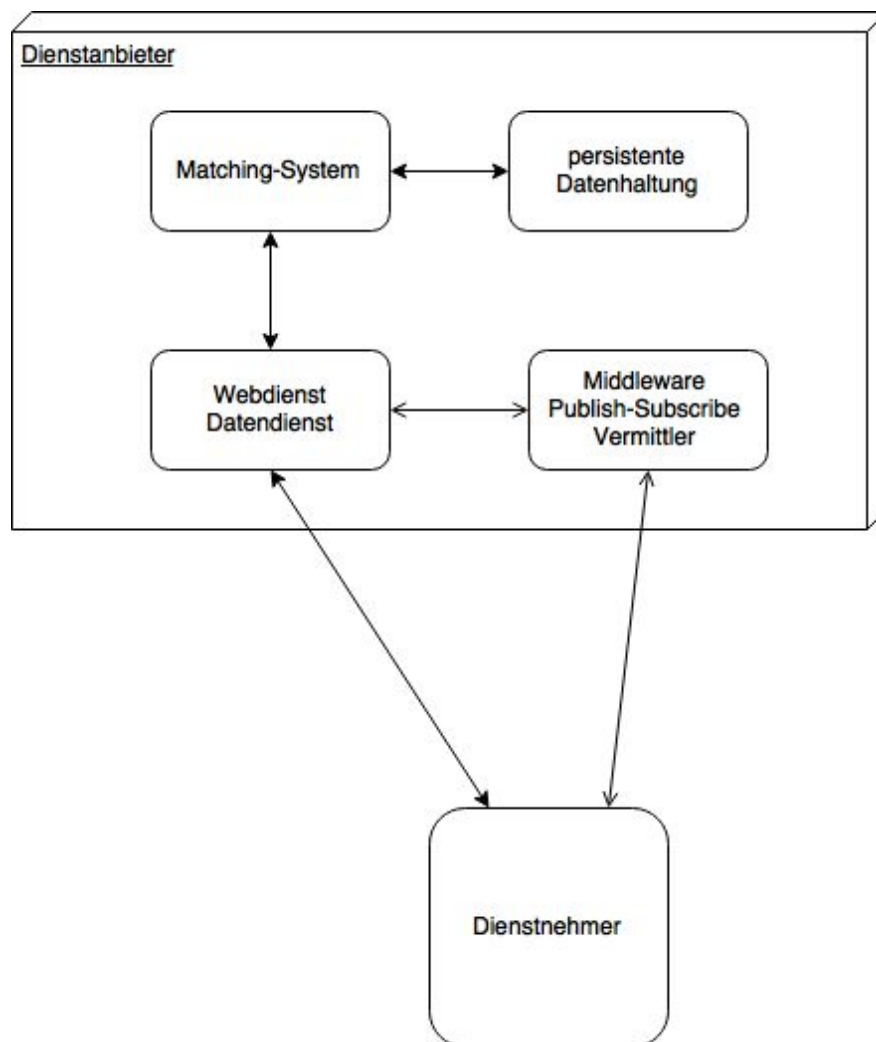 Dienstanbieter
Matching-System
persistente
Datenhaltung
Webdienst
Datendienst
Middleware
Publish-Subscribe
Vermittler
Dienstnehmer